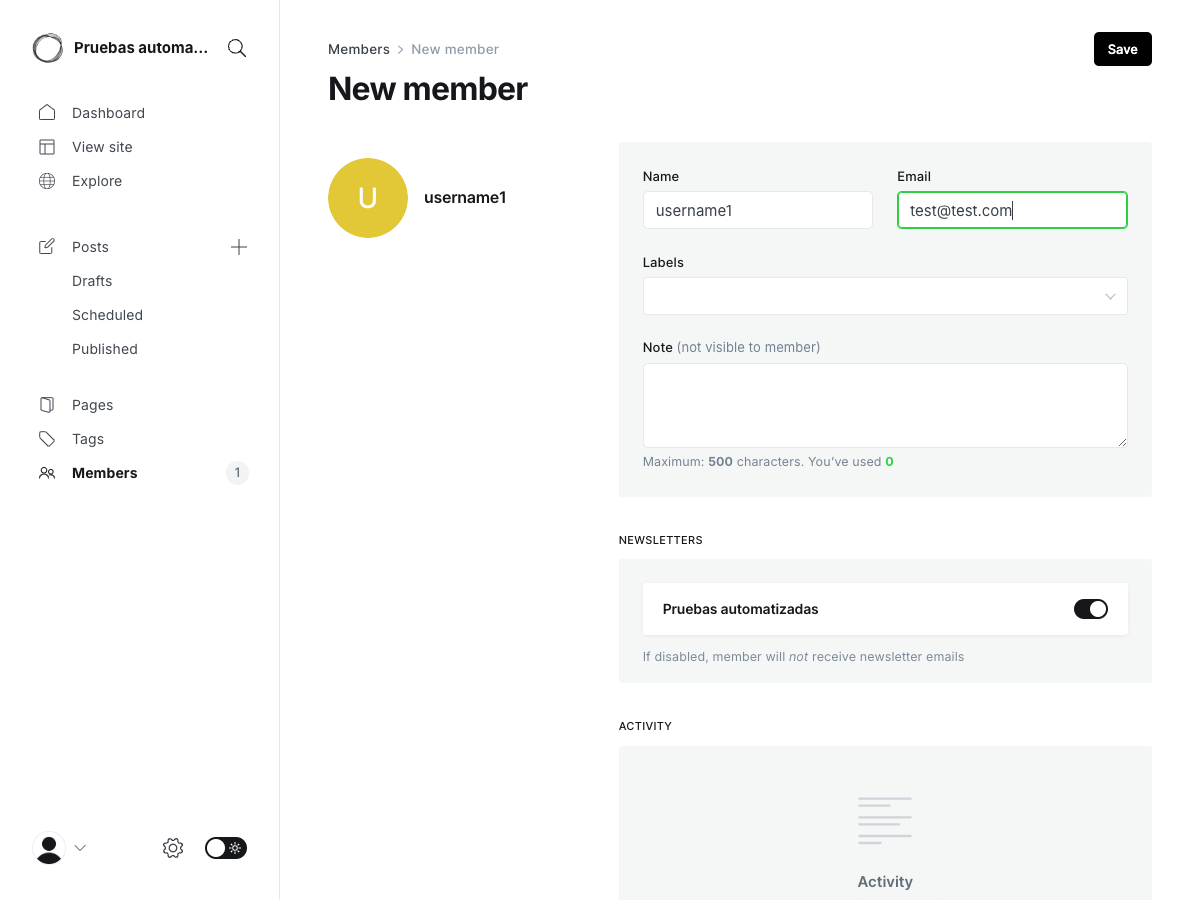 Pruebas automa...
Dashboard
View site
Explore
Posts
Drafts
Scheduled
Published
Pages
Tags
Members 1
Members > New member
Save
New member
U
username1
Name
username1
Email
test@test.com
Labels
Note (not visible to member)
Maximum: 500 characters. You've used 0
NEWSLETTERS
Pruebas automatizadas
If disabled, member will not receive newsletter emails
ACTIVITY
Activity